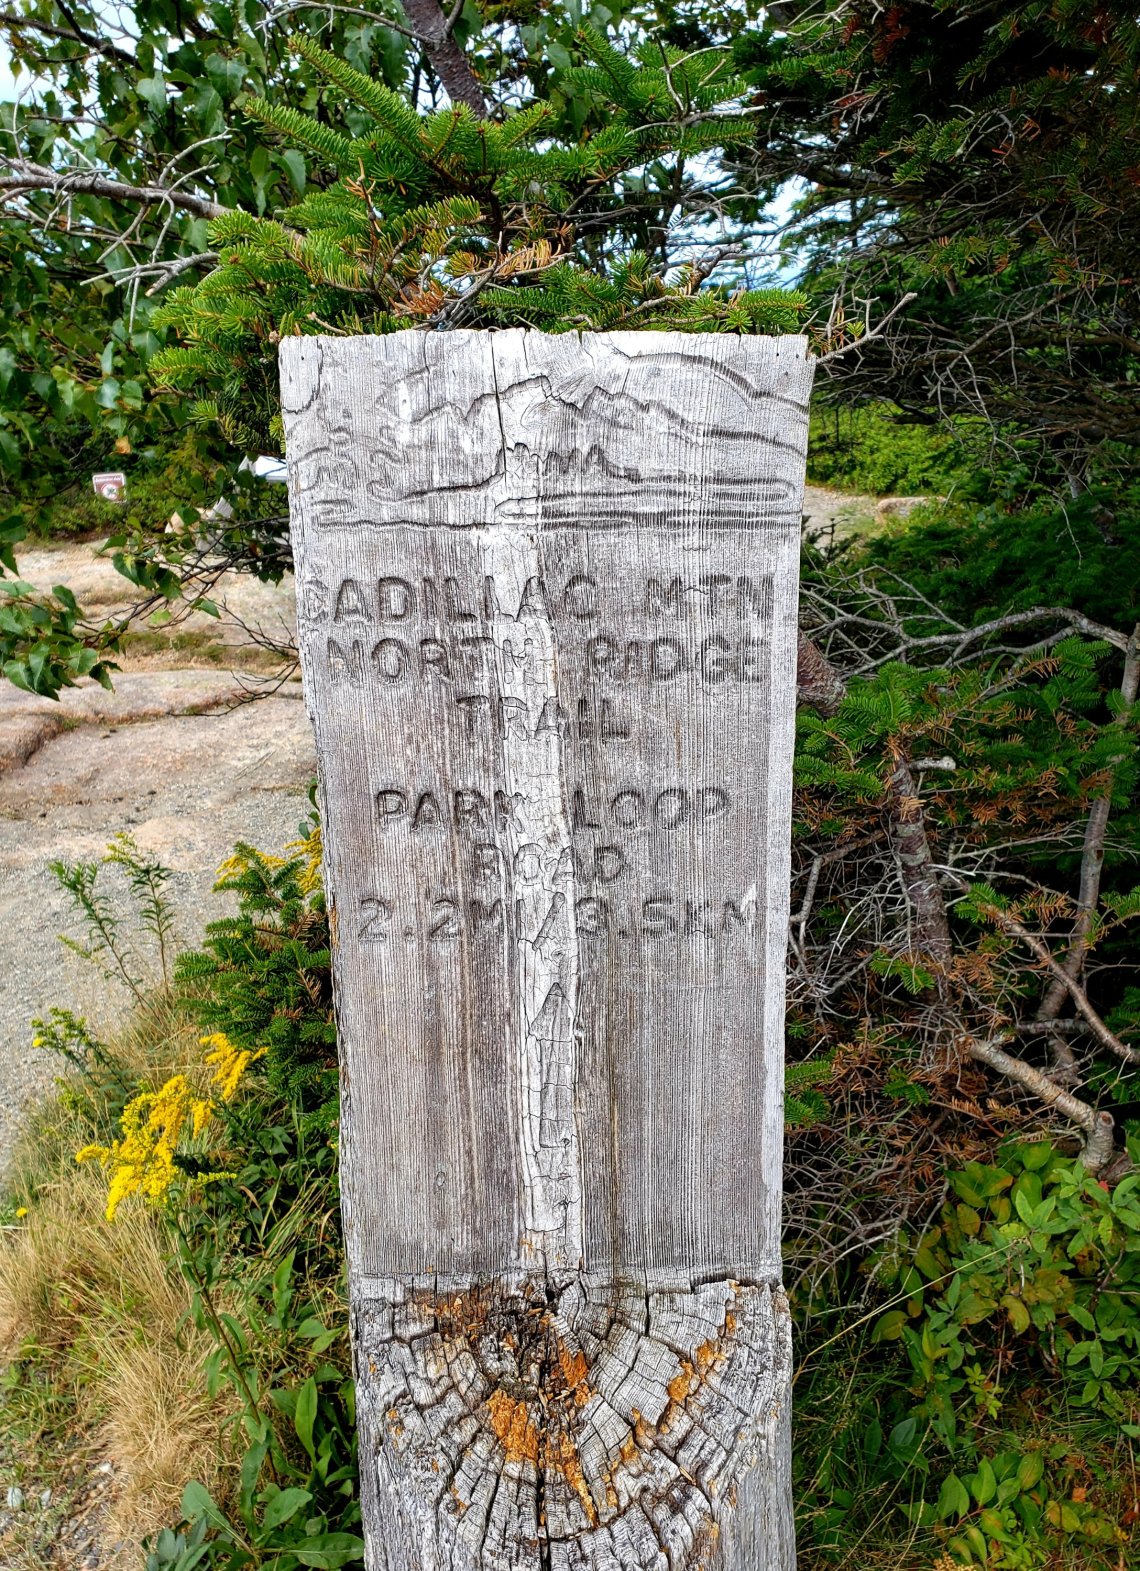 CADILLAC MTN
NORTH RIDGE
TRAIL
PARK LOOP
ROAD
2.2MI/3.5KM